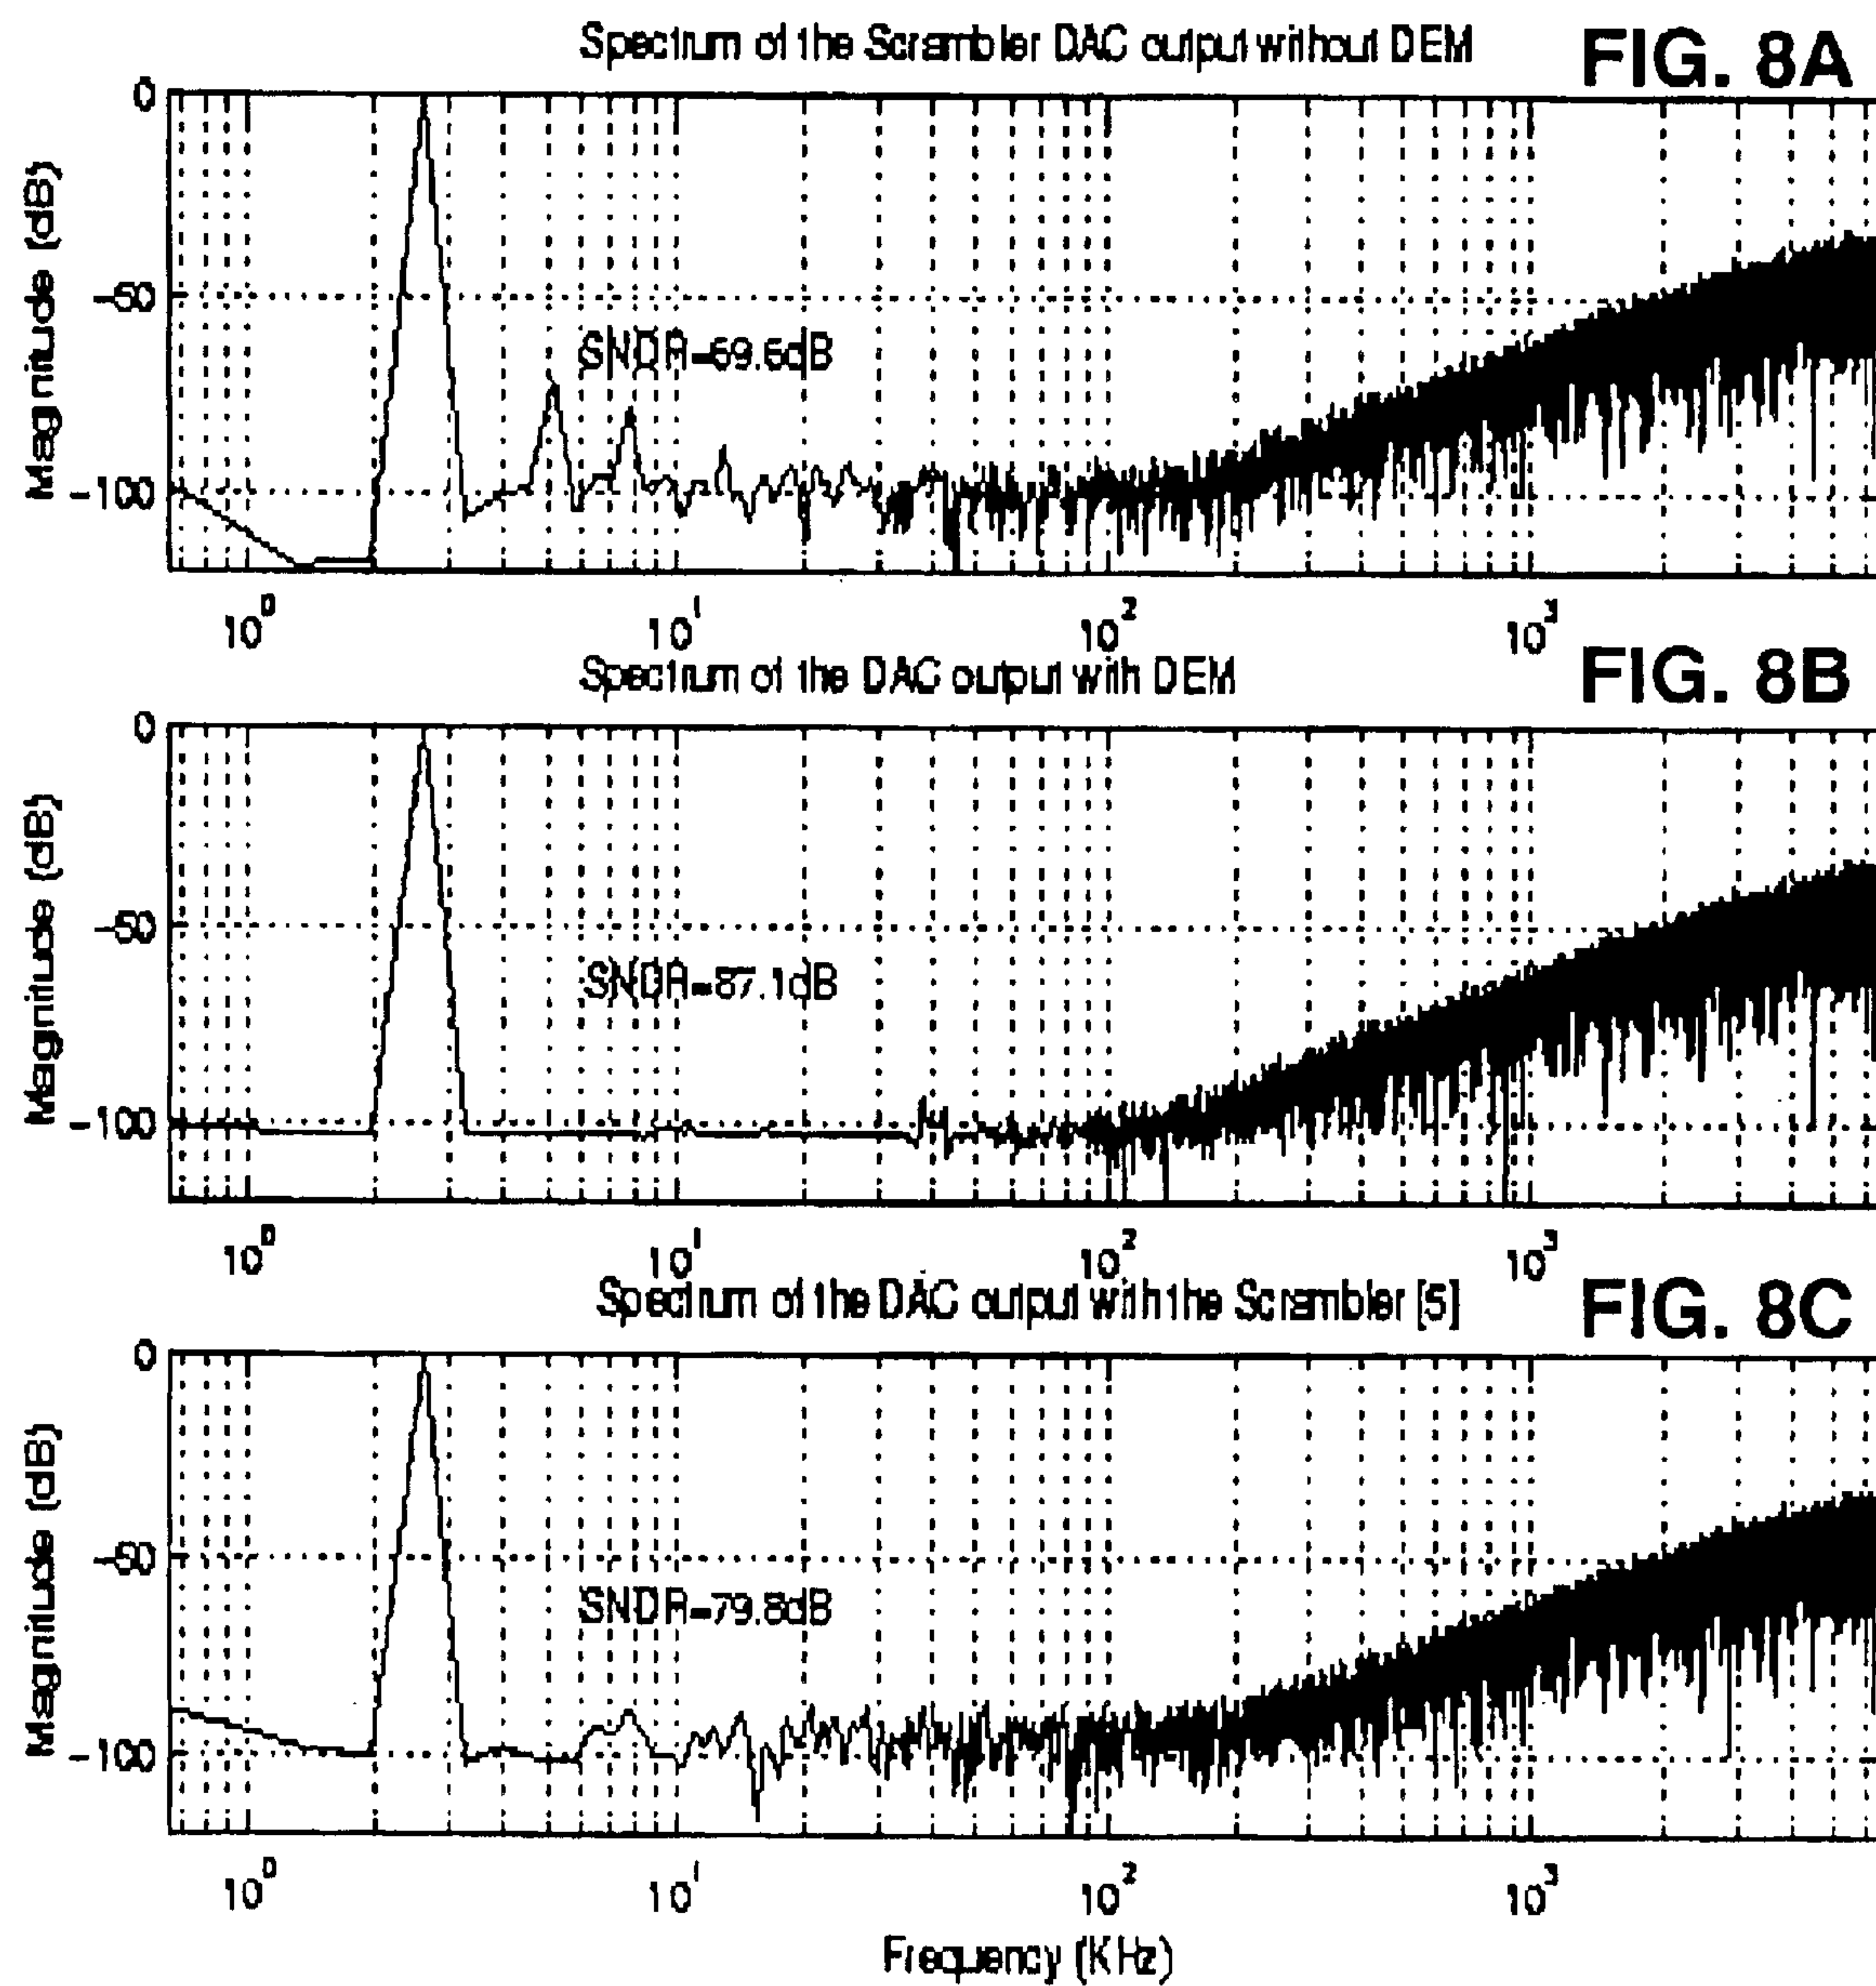 Spectrum of the Scrambler DAC output without DEM
FIG. 8A
Magnitude (dB)
0
-50
-100
SNDR=69.6dB
10^0 10^1 10^2 10^3
Spectrum of the DAC output with DEM
FIG. 8B
Magnitude (dB)
0
-50
-100
SNDR=87.1dB
10^0 10^1 10^2 10^3
Spectrum of the DAC output with the Scrambler [5]
FIG. 8C
Magnitude (dB)
0
-50
-100
SNDR=79.8dB
10^0 10^1 10^2 10^3
Frequency (KHz)